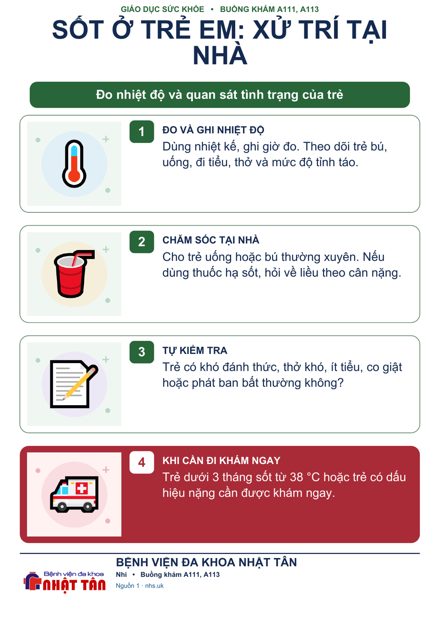 GIÁO DỤC SỨC KHỎE • BUỒNG KHÁM A111, A113
SỐT Ở TRẺ EM: XỬ TRÍ TẠI
NHÀ
Đo nhiệt độ và quan sát tình trạng của trẻ
1 ĐO VÀ GHI NHIỆT ĐỘ
Dùng nhiệt kế, ghi giờ đo. Theo dõi trẻ bú,
uống, đi tiểu, thở và mức độ tỉnh táo.
2 CHĂM SÓC TẠI NHÀ
Cho trẻ uống hoặc bú thường xuyên. Nếu
dùng thuốc hạ sốt, hỏi về liều theo cân nặng.
3 TỰ KIỂM TRA
Trẻ có khó đánh thức, thở khó, ít tiểu, co giật
hoặc phát ban bất thường không?
4 KHI CẦN ĐI KHÁM NGAY
Trẻ dưới 3 tháng sốt từ 38 °C hoặc trẻ có dấu
hiệu nặng cần được khám ngay.
Bệnh viện đa khoa
NHẬT TÂN
BỆNH VIỆN ĐA KHOA NHẬT TÂN
Nhi • Buồng khám A111, A113
Nguồn 1 · nhs.uk